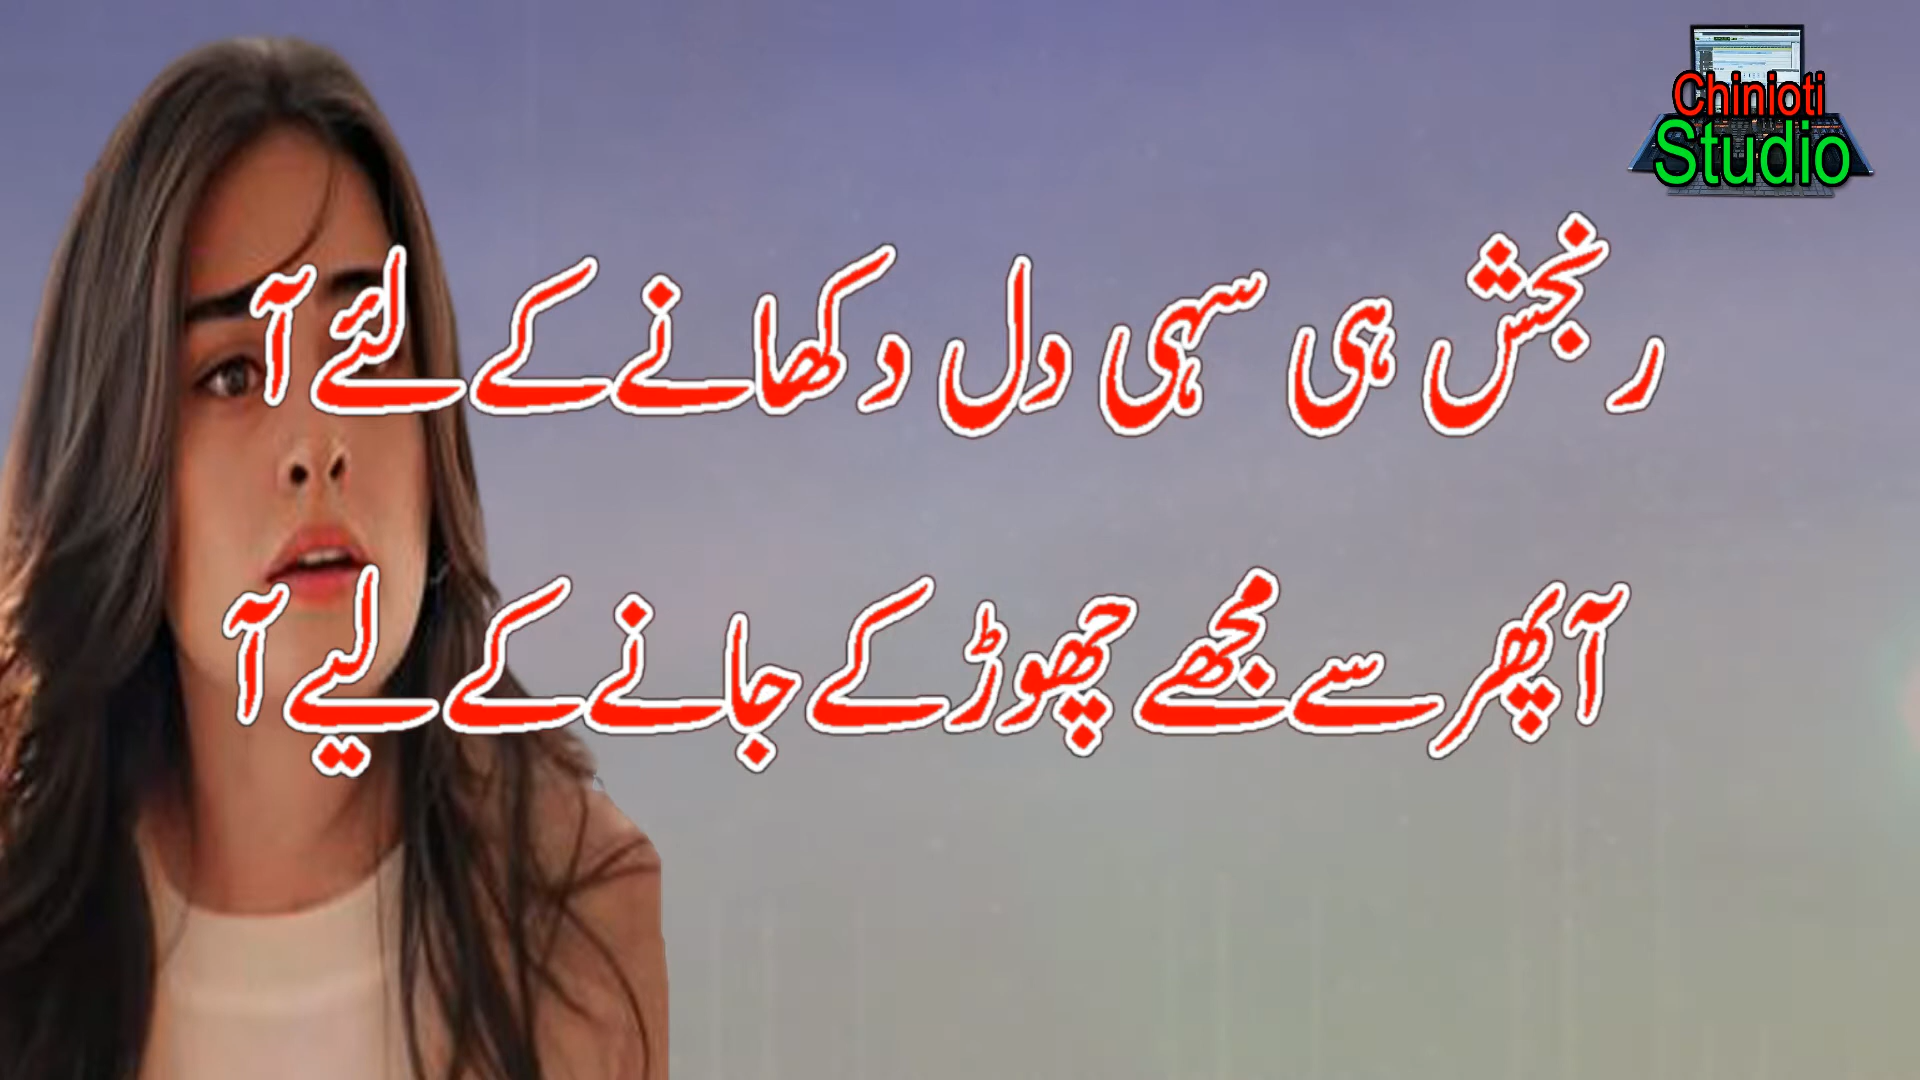 Chinioti
Studio
رنجش ہی سہی دل دکھانے کے لئے آ
آ پھر سے مجھے چھوڑ کے جانے کے لیے آ